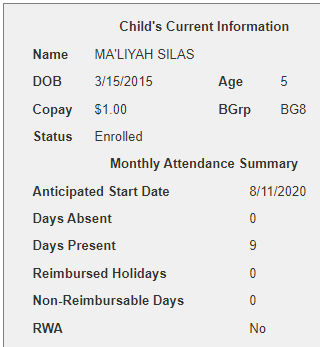 Child's Current Information
Name MA'LIYAH SILAS
DOB 3/15/2015 Age 5
Copay $1.00 BGrp BG8
Status Enrolled
Monthly Attendance Summary
Anticipated Start Date 8/11/2020
Days Absent 0
Days Present 9
Reimbursed Holidays 0
Non-Reimbursable Days 0
RWA No